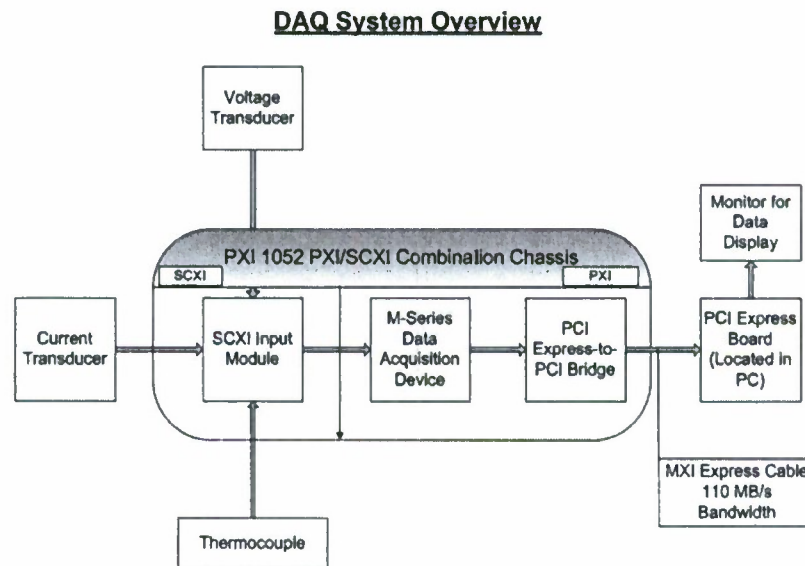 DAQ System Overview
Voltage
Transducer
PXI 1052 PXI/SCXI Combination Chassis
SCXI
PXI
Monitor for
Data
Display
Current
Transducer
SCXI Input
Module
M-Series
Data
Acquisition
Device
PCI
Express-to-
PCI Bridge
PCI Express
Board
(Located in
PC)
MXI Express Cable
110 MB/s
Bandwidth
Thermocouple